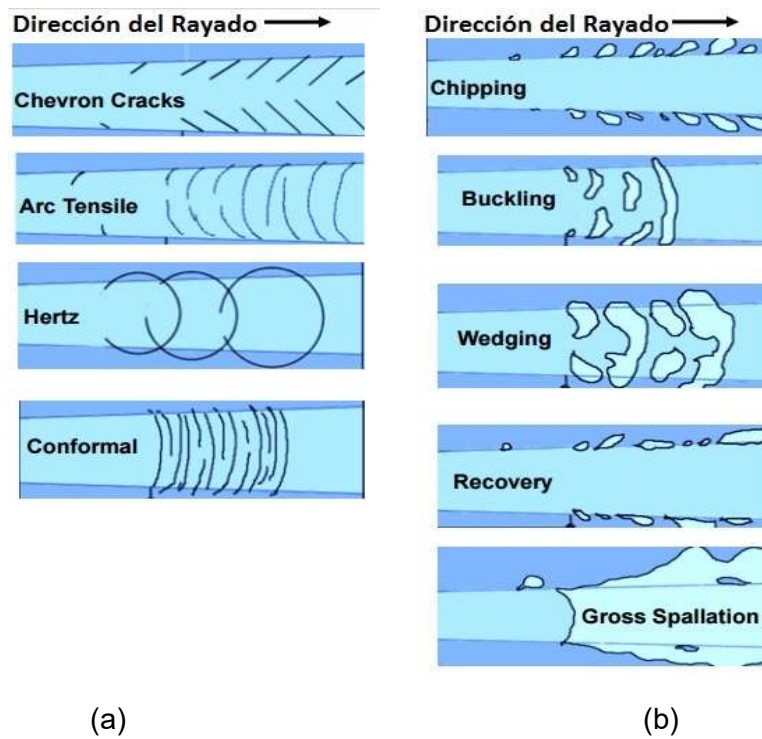 Dirección del Rayado
Chevron Cracks
Arc Tensile
Hertz
Conformal
(a)
Dirección del Rayado
Chipping
Buckling
Wedging
Recovery
Gross Spallation
(b)